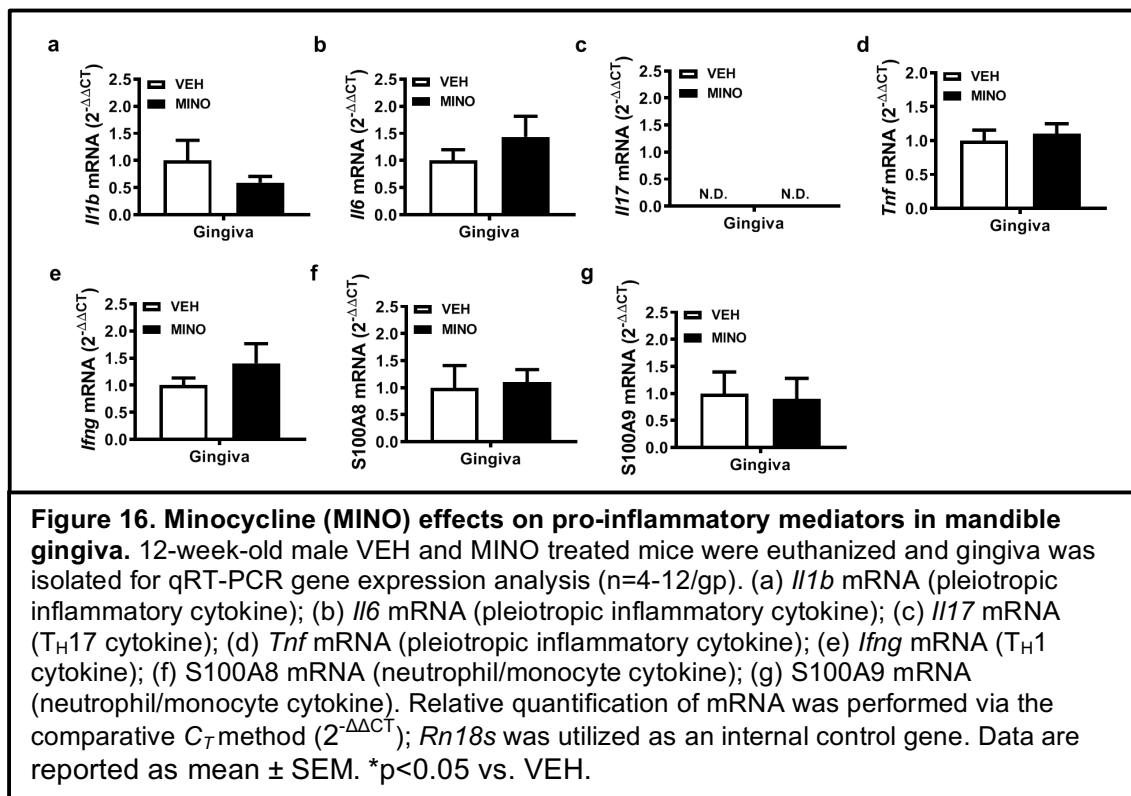 a
Il1b mRNA (2^-ΔΔCT)
2.5
2.0
1.5
1.0
0.5
0.0
VEH
MINO
Gingiva
b
Il6 mRNA (2^-ΔΔCT)
2.5
2.0
1.5
1.0
0.5
0.0
VEH
MINO
Gingiva
c
Il17 mRNA (2^-ΔΔCT)
2.5
2.0
1.5
1.0
0.5
0.0
VEH
MINO
N.D. N.D.
Gingiva
d
Tnf mRNA (2^-ΔΔCT)
2.5
2.0
1.5
1.0
0.5
0.0
VEH
MINO
Gingiva
e
Ifng mRNA (2^-ΔΔCT)
2.5
2.0
1.5
1.0
0.5
0.0
VEH
MINO
Gingiva
f
S100A8 mRNA (2^-ΔΔCT)
2.5
2.0
1.5
1.0
0.5
0.0
VEH
MINO
Gingiva
g
S100A9 mRNA (2^-ΔΔCT)
2.5
2.0
1.5
1.0
0.5
0.0
VEH
MINO
Gingiva
Figure 16. Minocycline (MINO) effects on pro-inflammatory mediators in mandible
gingiva. 12-week-old male VEH and MINO treated mice were euthanized and gingiva was
isolated for qRT-PCR gene expression analysis (n=4-12/gp). (a) Il1b mRNA (pleiotropic
inflammatory cytokine); (b) Il6 mRNA (pleiotropic inflammatory cytokine); (c) Il17 mRNA
(TH17 cytokine); (d) Tnf mRNA (pleiotropic inflammatory cytokine); (e) Ifng mRNA (TH1
cytokine); (f) S100A8 mRNA (neutrophil/monocyte cytokine); (g) S100A9 mRNA
(neutrophil/monocyte cytokine). Relative quantification of mRNA was performed via the
comparative CT method (2^-ΔΔCT); Rn18s was utilized as an internal control gene. Data are
reported as mean ± SEM. *p<0.05 vs. VEH.